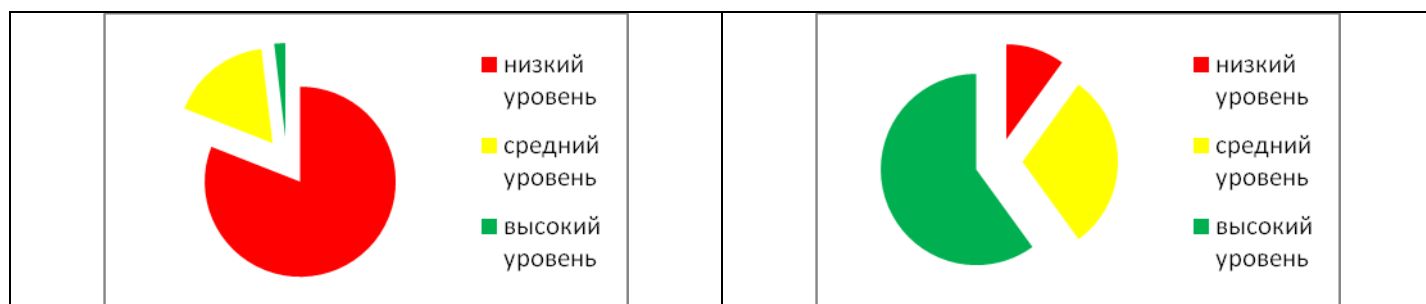 низкий
уровень
средний
уровень
высокий
уровень
низкий
уровень
средний
уровень
высокий
уровень